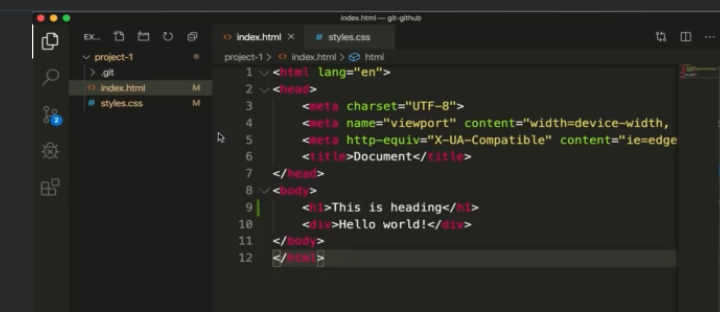 index.html — git-github
EX...
index.html ×
# styles.css
project-1 > <> index.html > html
project-1
> .git
<> index.html M
# styles.css M
2
1 <html lang="en">
2 <head>
3 <meta charset="UTF-8">
4 <meta name="viewport" content="width=device-width,
5 <meta http-equiv="X-UA-Compatible" content="ie=edge
6 <title>Document</title>
7 </head>
8 <body>
9 <h1>This is heading</h1>
10 <div>Hello world!</div>
11 </body>
12 </html>